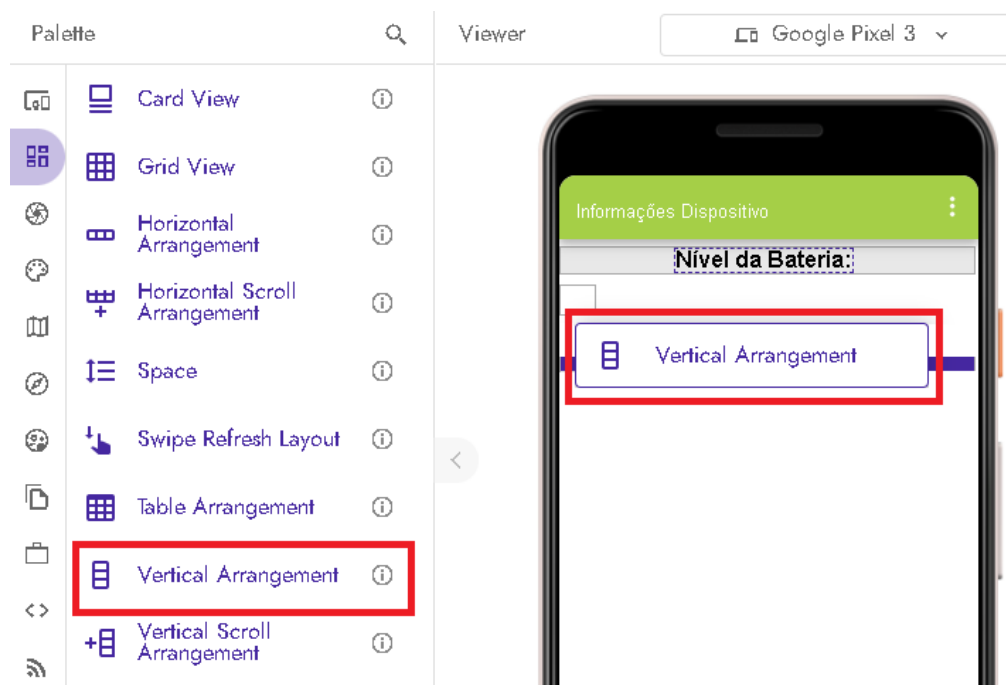 Palette
Viewer
Google Pixel 3
Card View
Grid View
Horizontal
Arrangement
Horizontal Scroll
Arrangement
Space
Swipe Refresh Layout
Table Arrangement
Vertical Arrangement
Vertical Scroll
Arrangement
Informações Dispositivo
Nível da Bateria:
Vertical Arrangement